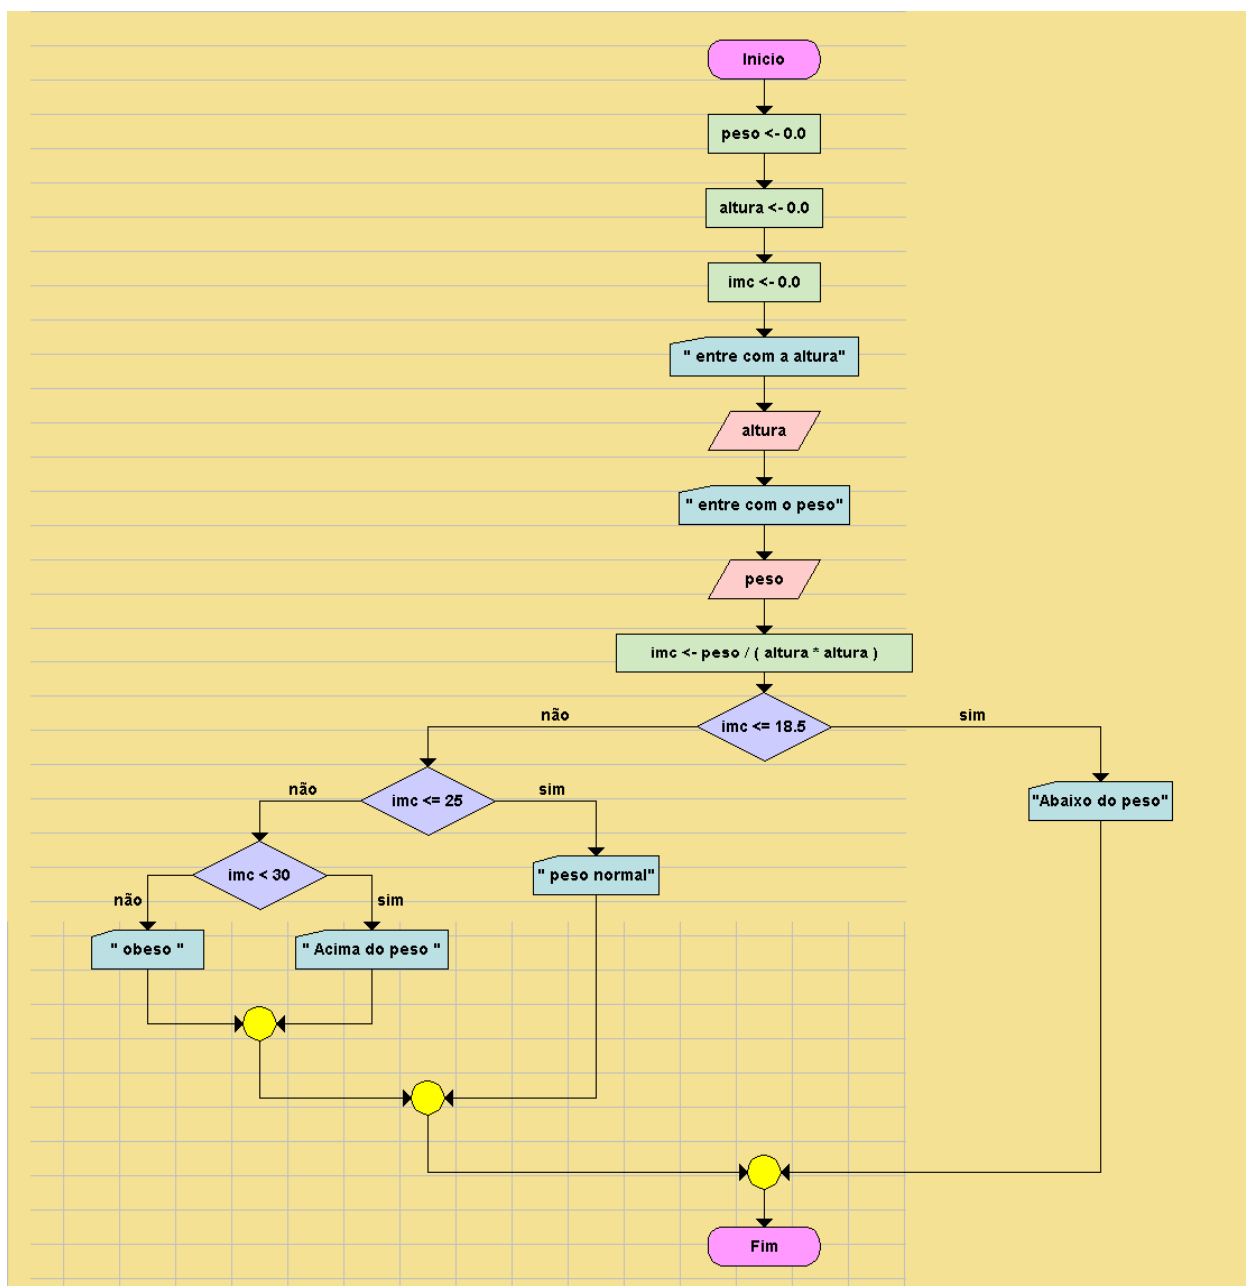 Inicio
peso <- 0.0
altura <- 0.0
imc <- 0.0
" entre com a altura"
altura
" entre com o peso"
peso
imc <- peso / ( altura * altura )
não
imc <= 18.5
sim
não
imc <= 25
sim
"Abaixo do peso"
imc < 30
" peso normal"
não
sim
" obeso "
" Acima do peso "
Fim